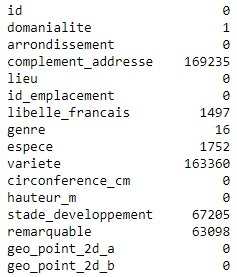 id 0
domanialite 1
arrondissement 0
complement_addresse 169235
lieu 0
id_emplacement 0
libelle_francais 1497
genre 16
espece 1752
variete 163360
circonference_cm 0
hauteur_m 0
stade_developpement 67205
remarquable 63098
geo_point_2d_a 0
geo_point_2d_b 0